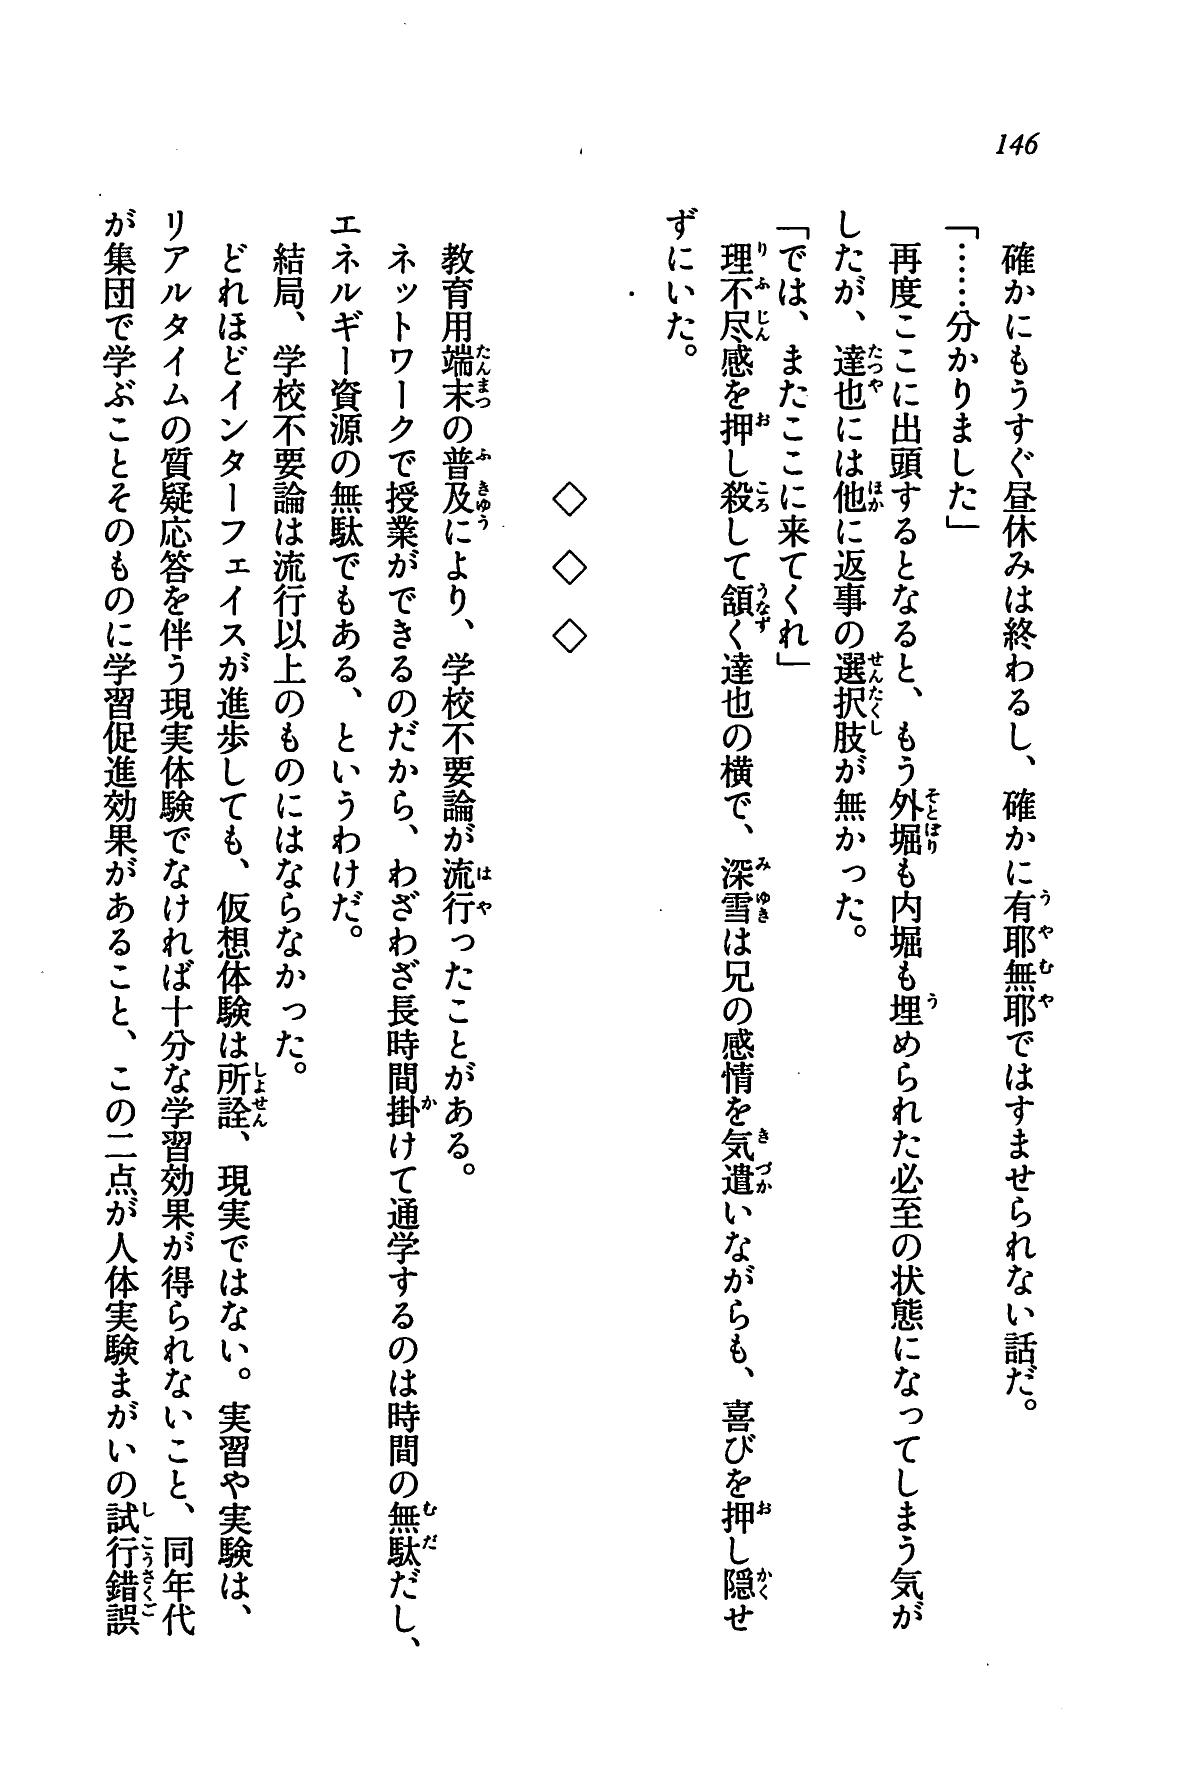 146
確かにもうすぐ昼休みは終わるし、確かに有耶無耶ではすませられない話だ。
「……分かりました」
再度ここに出頭するとなると、もう外堀も内堀も埋められた必至の状態になってしまう気が
したが、達也には他に返事の選択肢が無かった。
「では、またここに来てくれ」
理不尽感を押し殺して頷く達也の横で、深雪は兄の感情を気遣いながらも、喜びを押し隠せ
ずにいた。
◇　◇　◇
教育用端末の普及により、学校不要論が流行ったことがある。
ネットワークで授業ができるのだから、わざわざ長時間掛けて通学するのは時間の無駄だし、
エネルギー資源の無駄でもある、というわけだ。
結局、学校不要論は流行以上のものにはならなかった。
どれほどインターフェイスが進歩しても、仮想体験は所詮、現実ではない。実習や実験は、
リアルタイムの質疑応答を伴う現実体験でなければ十分な学習効果が得られないこと、同年代
が集団で学ぶことそのものに学習促進効果があること、この二点が人体実験まがいの試行錯誤